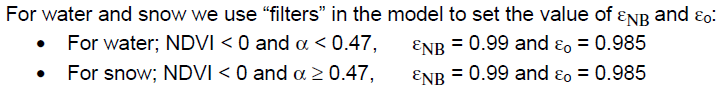 For water and snow we use “filters” in the model to set the value of εNB and εo:
• For water; NDVI < 0 and α < 0.47, εNB = 0.99 and εo = 0.985
• For snow; NDVI < 0 and α ≥ 0.47, εNB = 0.99 and εo = 0.985